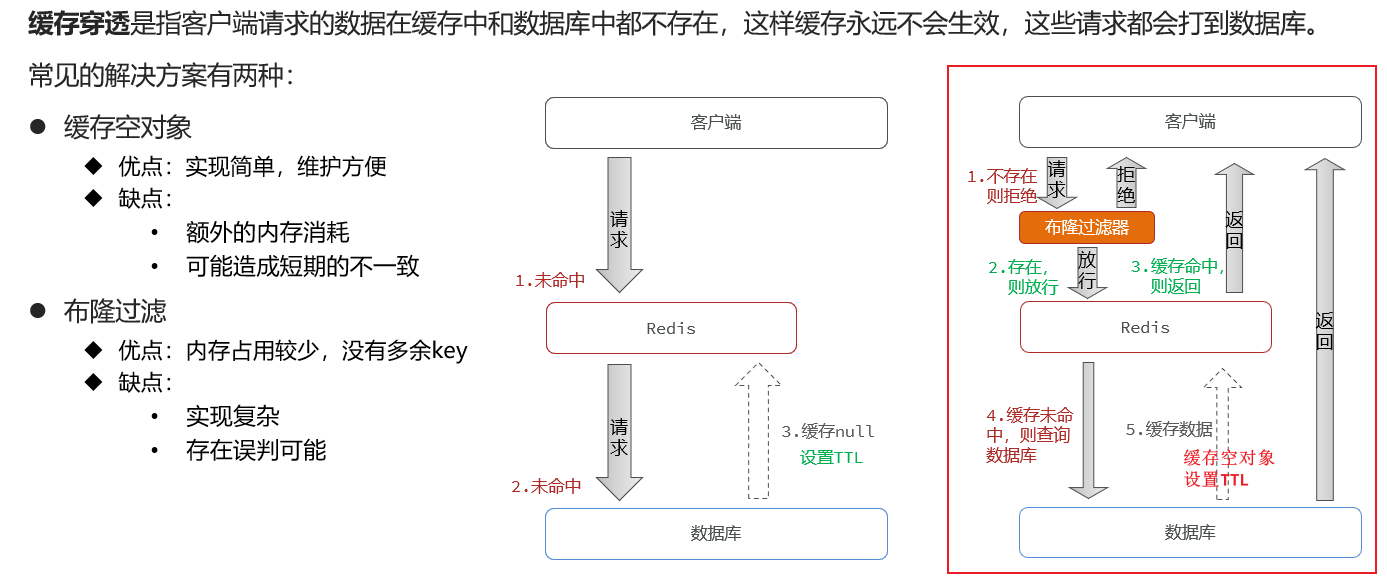 缓存穿透是指客户端请求的数据在缓存中和数据库中都不存在，这样缓存永远不会生效，这些请求都会打到数据库。
常见的解决方案有两种：
● 缓存空对象
◆ 优点：实现简单，维护方便
◆ 缺点：
• 额外的内存消耗
• 可能造成短期的不一致
● 布隆过滤
◆ 优点：内存占用较少，没有多余key
◆ 缺点：
• 实现复杂
• 存在误判可能
客户端
请求
1.未命中
Redis
请求
2.未命中
3.缓存null
设置TTL
数据库
客户端
1.不存在
则拒绝
请求
拒绝
布隆过滤器
2.存在，
则放行
放行
3.缓存命中，
则返回
返回
Redis
返回
4.缓存未命
中，则查询
数据库
5.缓存数据
缓存空对象
设置TTL
数据库